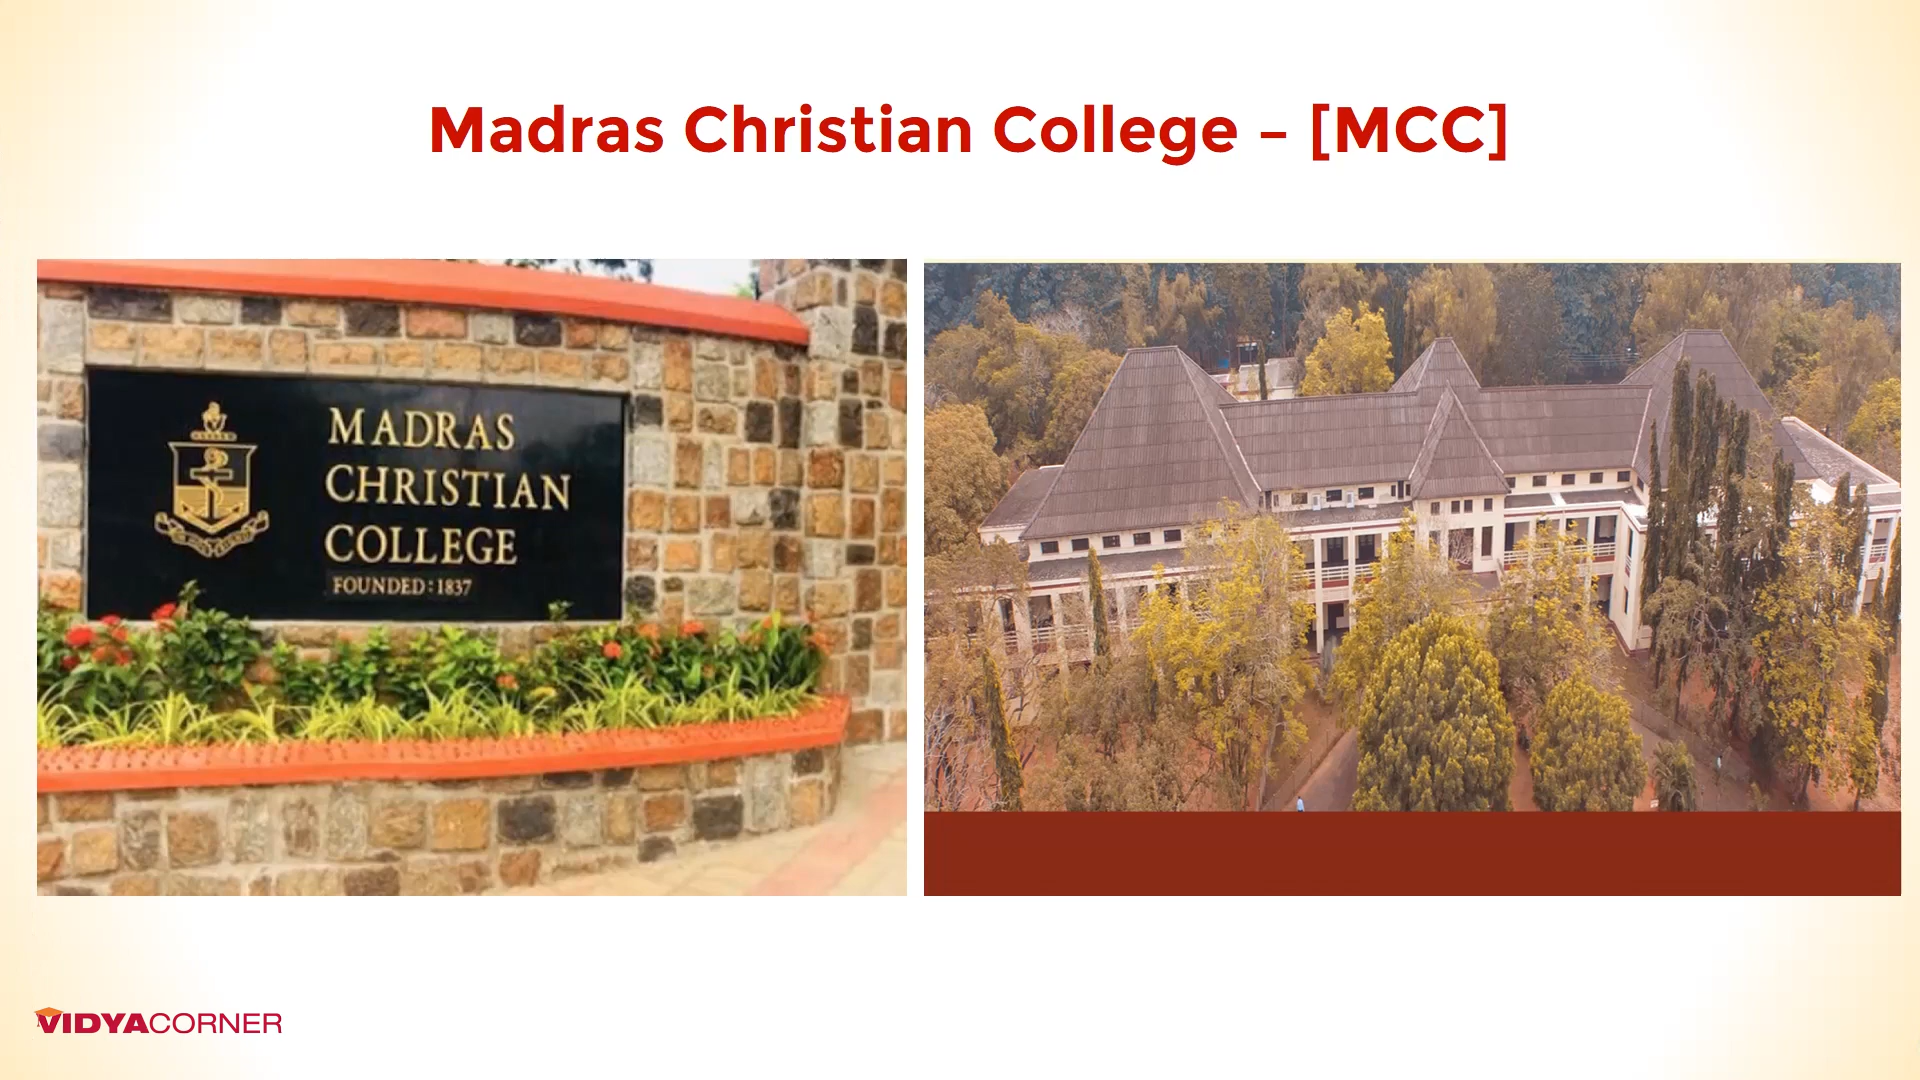 Madras Christian College – [MCC]
MADRAS
CHRISTIAN
COLLEGE
FOUNDED:1837
VIDYACORNER